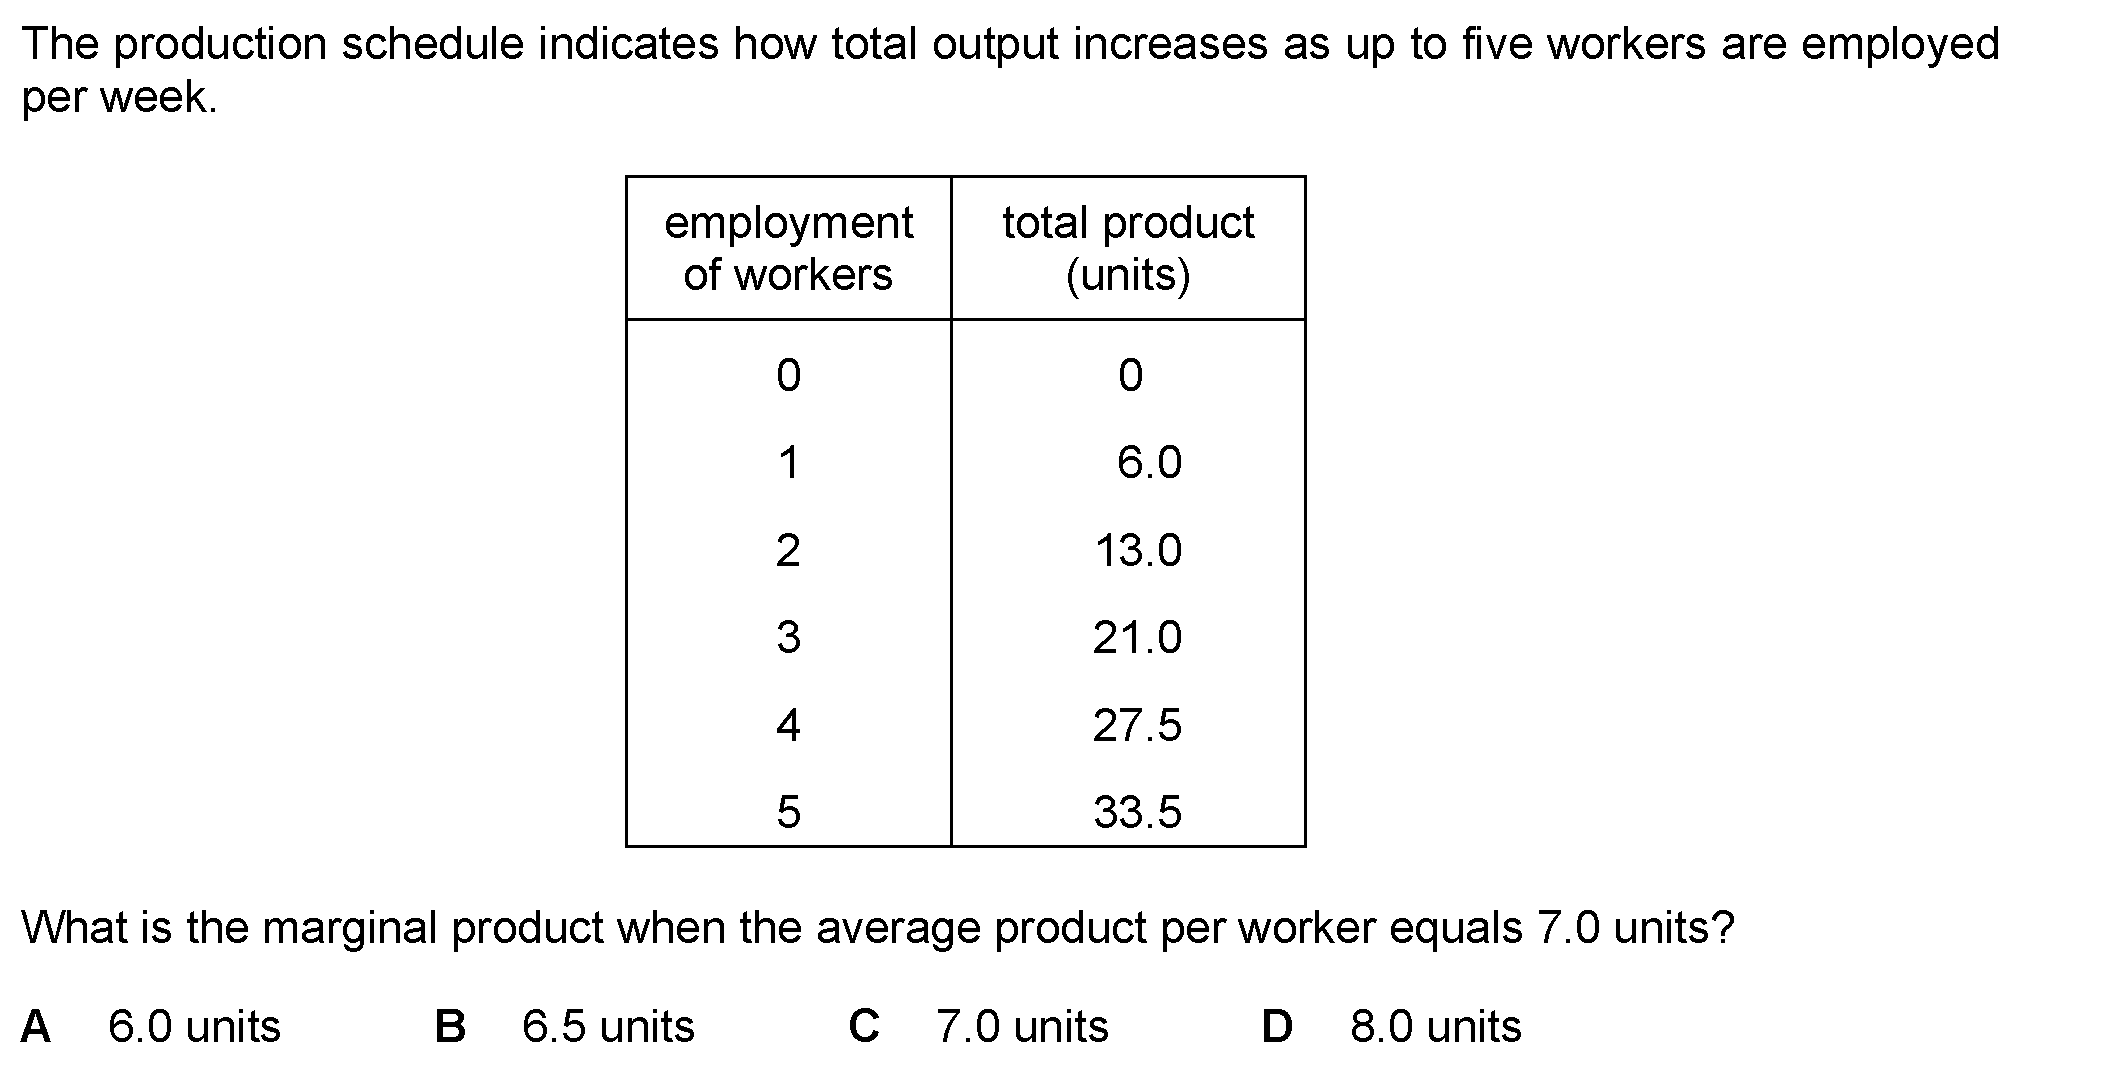 The production schedule indicates how total output increases as up to five workers are employed
per week.
employment total product
of workers (units)
0 0
1 6.0
2 13.0
3 21.0
4 27.5
5 33.5
What is the marginal product when the average product per worker equals 7.0 units?
A 6.0 units B 6.5 units C 7.0 units D 8.0 units